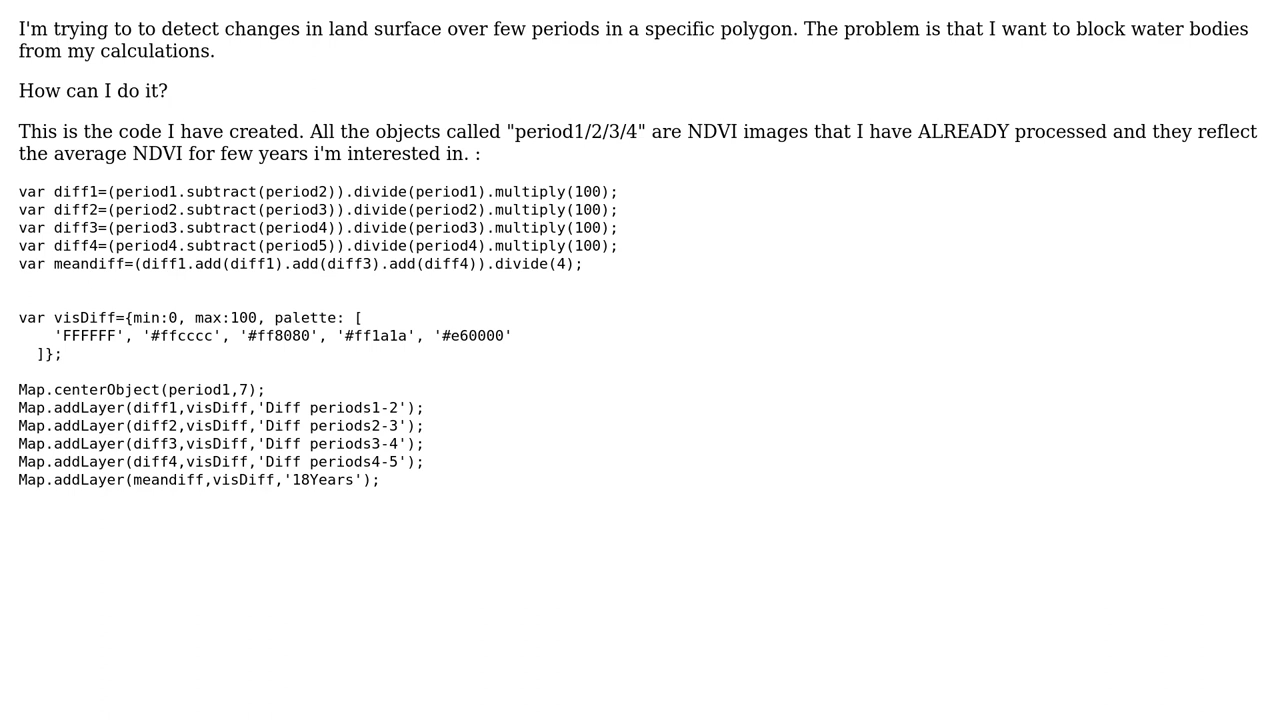 I'm trying to to detect changes in land surface over few periods in a specific polygon. The problem is that I want to block water bodies
from my calculations.
How can I do it?
This is the code I have created. All the objects called "period1/2/3/4" are NDVI images that I have ALREADY processed and they reflect
the average NDVI for few years i'm interested in. :
var diff1=(period1.subtract(period2)).divide(period1).multiply(100);
var diff2=(period2.subtract(period3)).divide(period2).multiply(100);
var diff3=(period3.subtract(period4)).divide(period3).multiply(100);
var diff4=(period4.subtract(period5)).divide(period4).multiply(100);
var meandiff=(diff1.add(diff1).add(diff3).add(diff4)).divide(4);
var visDiff={min:0, max:100, palette: [
    'FFFFFF', '#ffcccc', '#ff8080', '#ff1a1a', '#e60000'
  ]};
Map.centerObject(period1,7);
Map.addLayer(diff1,visDiff,'Diff periods1-2');
Map.addLayer(diff2,visDiff,'Diff periods2-3');
Map.addLayer(diff3,visDiff,'Diff periods3-4');
Map.addLayer(diff4,visDiff,'Diff periods4-5');
Map.addLayer(meandiff,visDiff,'18Years');